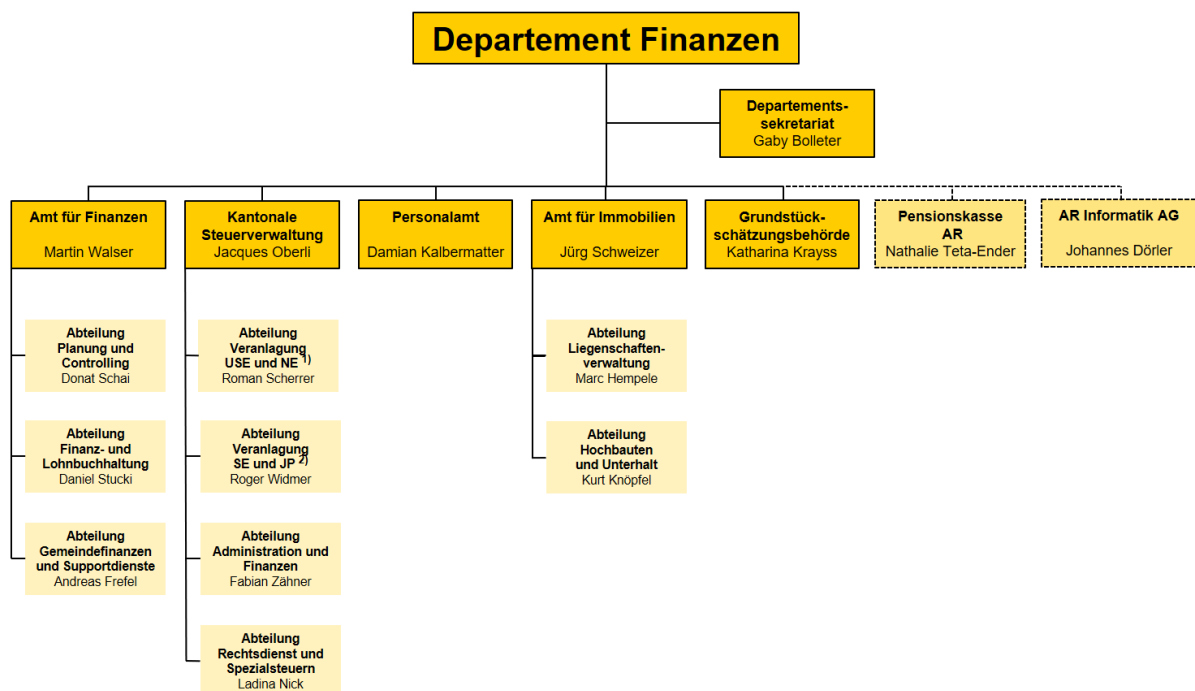 Departement Finanzen
Departements-
sekretariat
Gaby Bolleter
Amt für Finanzen
Martin Walser
Kantonale
Steuerverwaltung
Jacques Oberli
Personalamt
Damian Kalbermatter
Amt für Immobilien
Jürg Schweizer
Grundstück-
schätzungsbehörde
Katharina Krayss
Pensionskasse
AR
Nathalie Teta-Ender
AR Informatik AG
Johannes Dörler
Abteilung
Planung und
Controlling
Donat Schai
Abteilung
Veranlagung
USE und NE 1)
Roman Scherrer
Abteilung
Liegenschaften-
verwaltung
Marc Hempele
Abteilung
Finanz- und
Lohnbuchhaltung
Daniel Stucki
Abteilung
Veranlagung
SE und JP 2)
Roger Widmer
Abteilung
Hochbauten
und Unterhalt
Kurt Knöpfel
Abteilung
Gemeindefinanzen
und Supportdienste
Andreas Frefel
Abteilung
Administration und
Finanzen
Fabian Zähner
Abteilung
Rechtsdienst und
Spezialsteuern
Ladina Nick